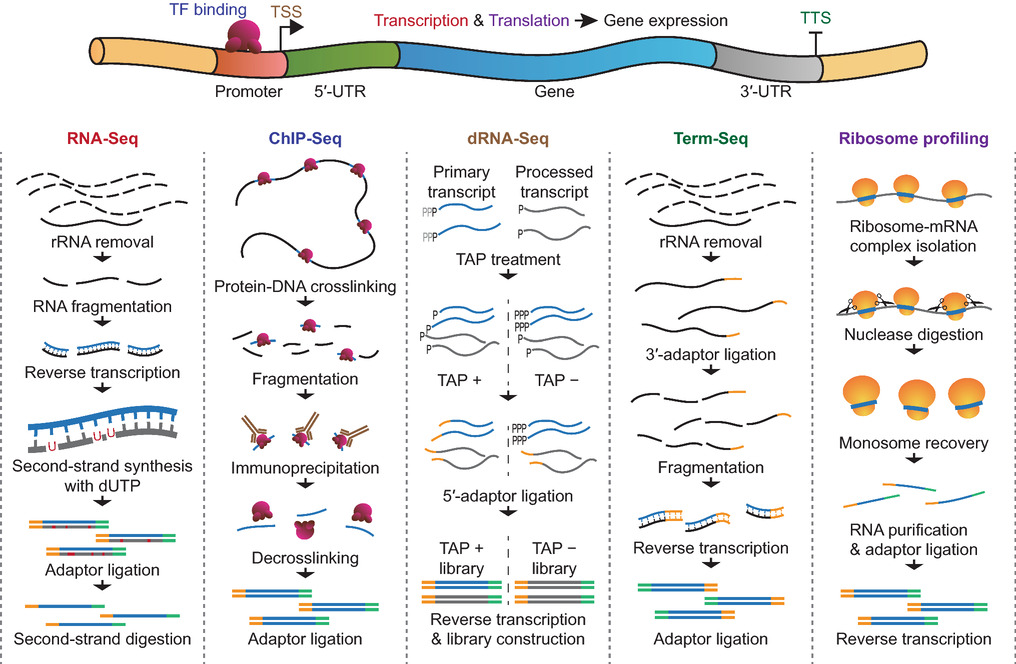 TF binding
TSS
Transcription & Translation Gene expression
TTS
Promoter
5′-UTR
Gene
3′-UTR
RNA-Seq
rRNA removal
RNA fragmentation
Reverse transcription
U
U U
Second-strand synthesis
with dUTP
Adaptor ligation
Second-strand digestion
ChIP-Seq
Protein-DNA crosslinking
Fragmentation
Immunoprecipitation
Decrosslinking
Adaptor ligation
dRNA-Seq
Primary
transcript
Processed
transcript
PPP
P
PPP
P
TAP treatment
P
P
P
P
PPP
PPP
P
P
TAP +
TAP −
PPP
PPP
5′-adaptor ligation
TAP +
library
TAP −
library
Reverse transcription
& library construction
Term-Seq
rRNA removal
3′-adaptor ligation
Fragmentation
Reverse transcription
Adaptor ligation
Ribosome profiling
Ribosome-mRNA
complex isolation
Nuclease digestion
Monosome recovery
RNA purification
& adaptor ligation
Reverse transcription